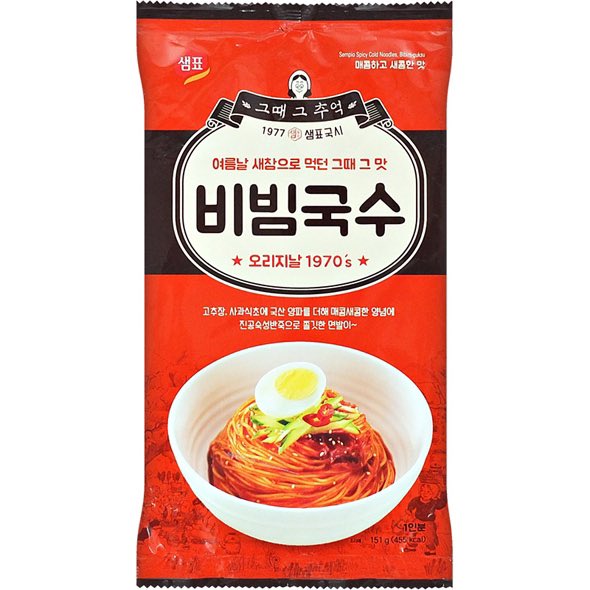 샘표
Sempio Spicy Cold Noodles, Bibimguksu
매콤하고 새콤한 맛
그때 그 추억
1977 샘표국시
여름날 새참으로 먹던 그때 그 맛
비빔국수
★ 오리지날 1970's ★
고추장, 사과식초에 국산 양파를 더해 매콤새콤한 양념에
진공숙성반죽으로 쫄깃한 면발이~
1인분
151 g (455 kcal)